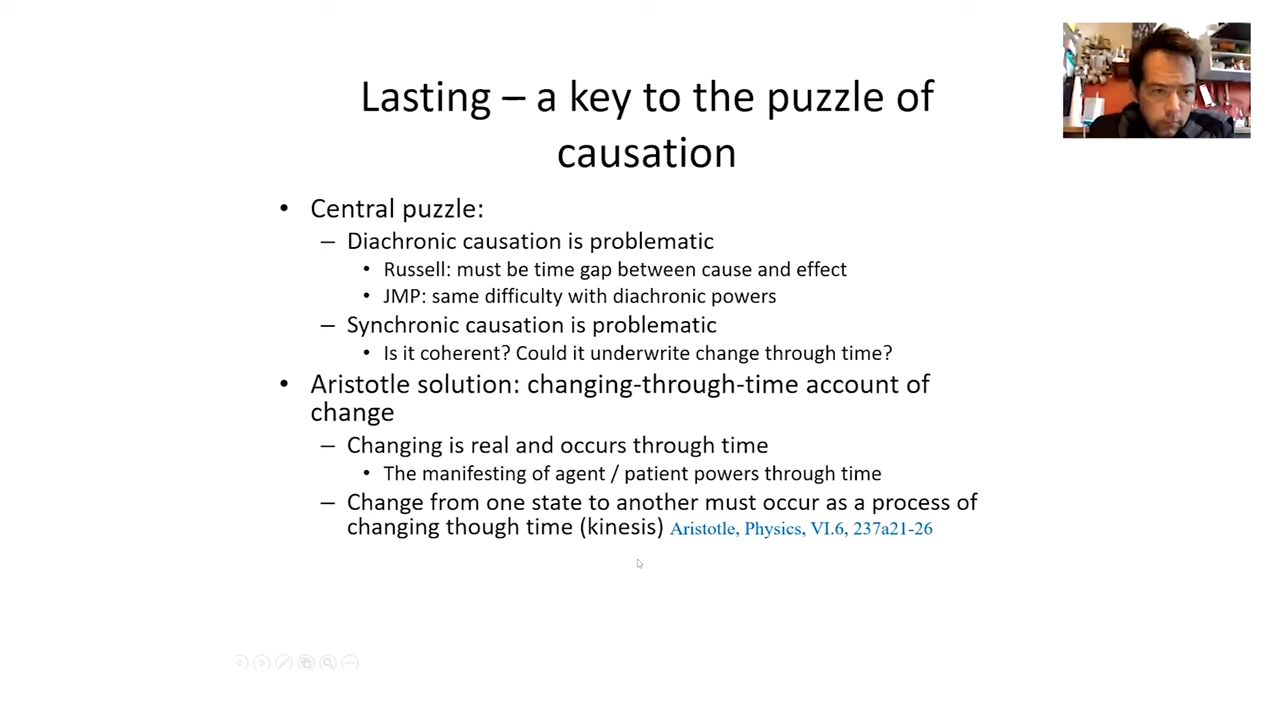 Lasting – a key to the puzzle of
causation
• Central puzzle:
– Diachronic causation is problematic
• Russell: must be time gap between cause and effect
• JMP: same difficulty with diachronic powers
– Synchronic causation is problematic
• Is it coherent? Could it underwrite change through time?
• Aristotle solution: changing-through-time account of
change
– Changing is real and occurs through time
• The manifesting of agent / patient powers through time
– Change from one state to another must occur as a process of
changing though time (kinesis) Aristotle, Physics, VI.6, 237a21-26